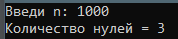 Введи n: 1000
Количество нулей = 3